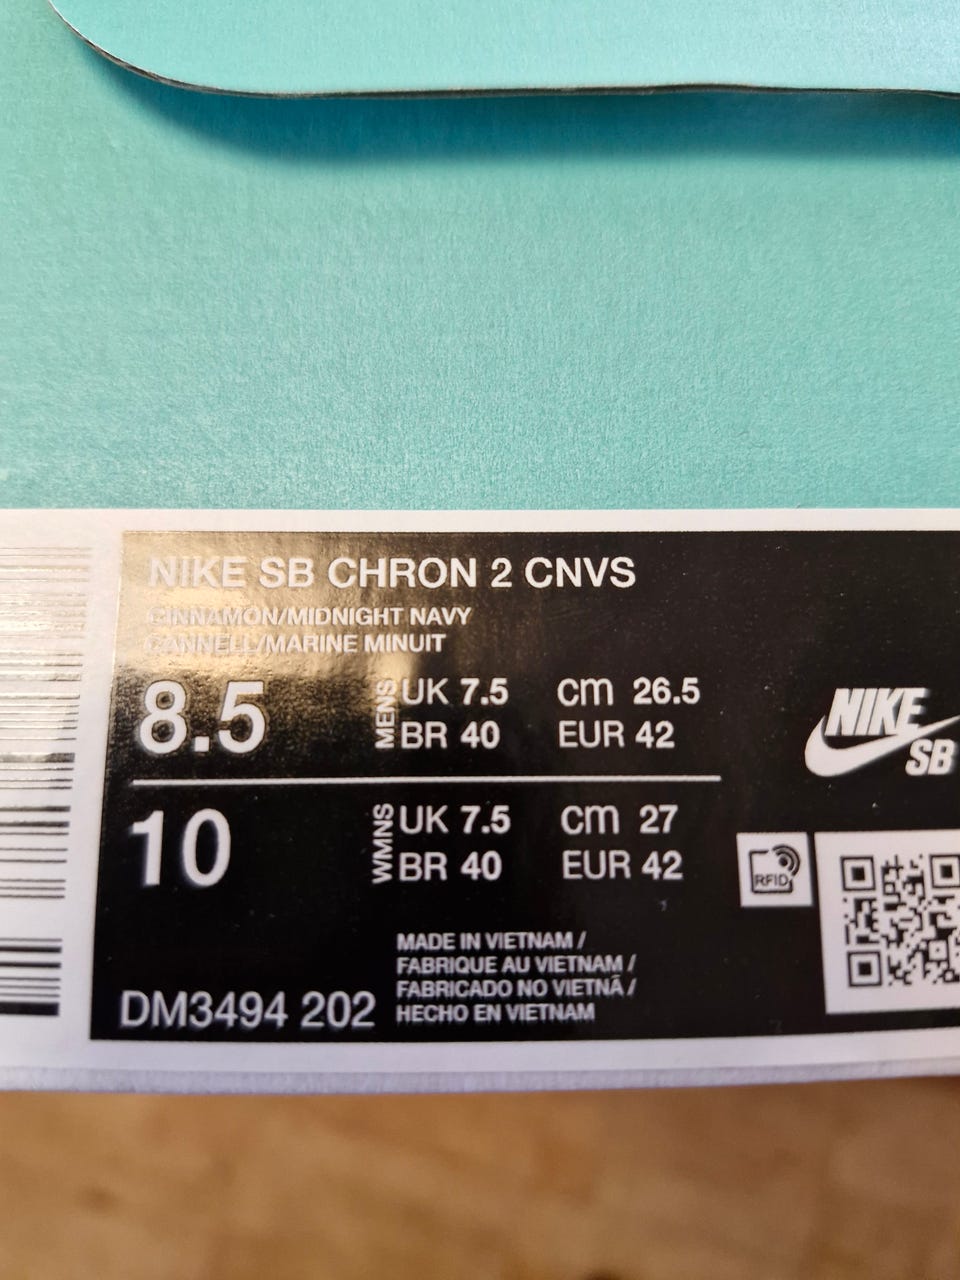 NIKE SB CHRON 2 CNVS
CINNAMON/MIDNIGHT NAVY
CANNELL/MARINE MINUIT
8.5 MENS UK 7.5 cm 26.5
BR 40 EUR 42
NIKE
SB
10 WMNS UK 7.5 cm 27
BR 40 EUR 42
RFID
MADE IN VIETNAM /
FABRIQUE AU VIETNAM /
FABRICADO NO VIETNÃ /
HECHO EN VIETNAM
DM3494 202